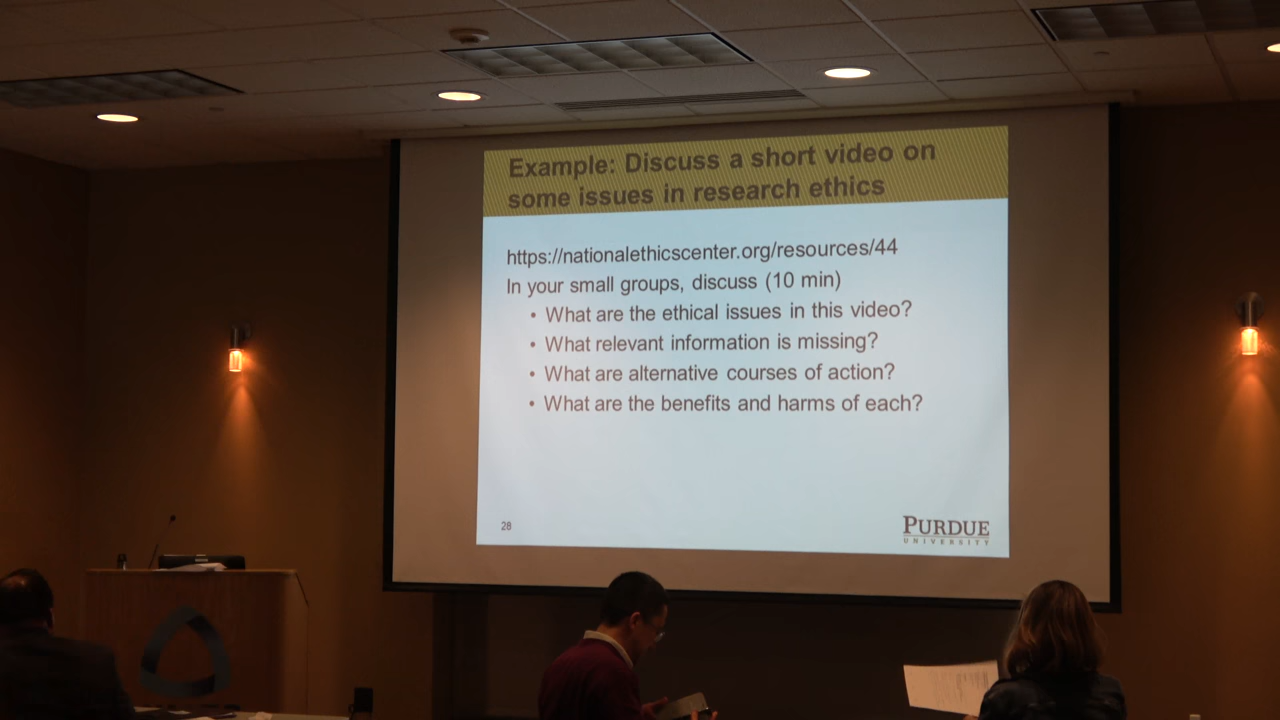 Example: Discuss a short video on
some issues in research ethics
https://nationalethicscenter.org/resources/44
In your small groups, discuss (10 min)
• What are the ethical issues in this video?
• What relevant information is missing?
• What are alternative courses of action?
• What are the benefits and harms of each?
28
PURDUE
UNIVERSITY